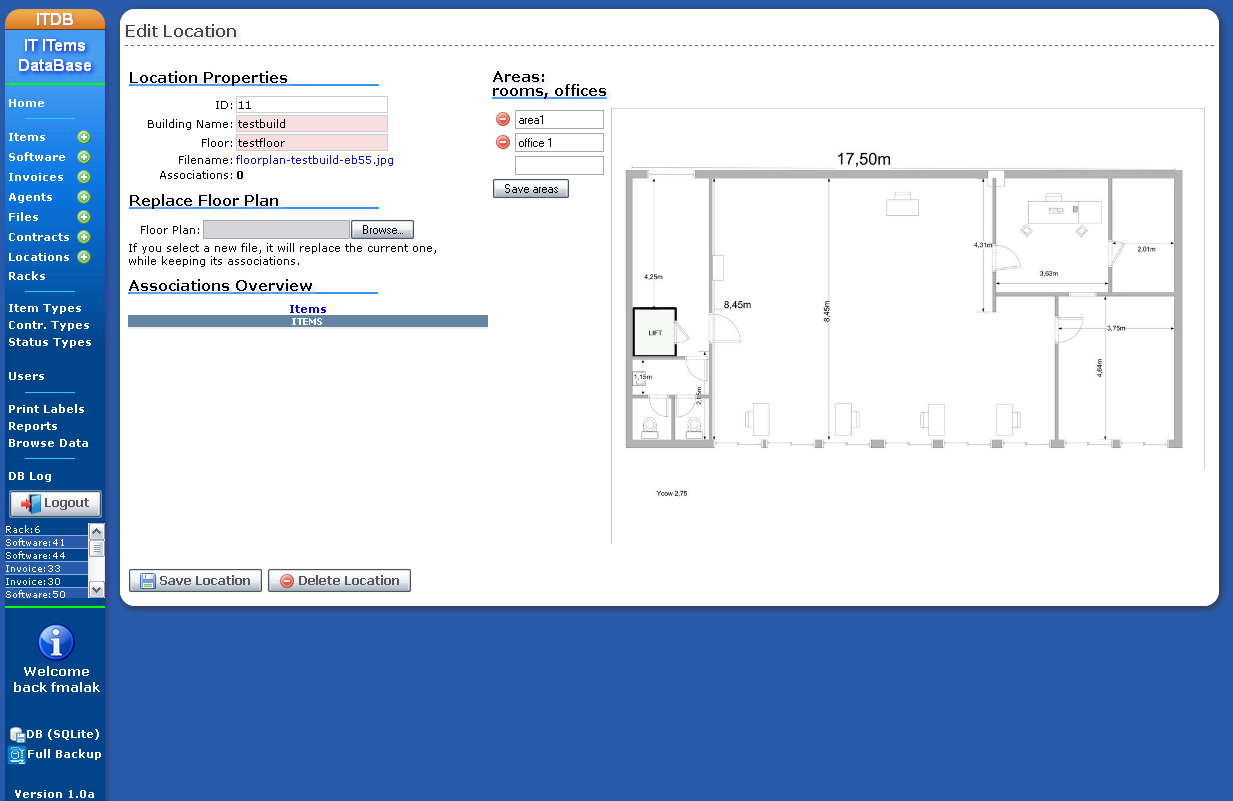 ITDB
IT ITems
DataBase
Home
Items
Software
Invoices
Agents
Files
Contracts
Locations
Racks
Item Types
Contr. Types
Status Types
Users
Print Labels
Reports
Browse Data
DB Log
Logout
Rack:6
Software:41
Software:44
Invoice:33
Invoice:30
Software:50
Welcome
back fmalak
DB (SQLite)
Full Backup
Version 1.0a
Edit Location
Location Properties
ID: 11
Building Name: testbuild
Floor: testfloor
Filename: floorplan-testbuild-eb55.jpg
Associations: 0
Replace Floor Plan
Floor Plan: Browse...
If you select a new file, it will replace the current one,
while keeping its associations.
Associations Overview
Items
ITEMS
Areas:
rooms, offices
area1
office 1
Save areas
17,50m
4,31m
2,01m
4,25m
3,63m
8,45m
8,45m
LIFT
3,75m
4,64m
1,15m
Ycow 2,75
Save Location
Delete Location